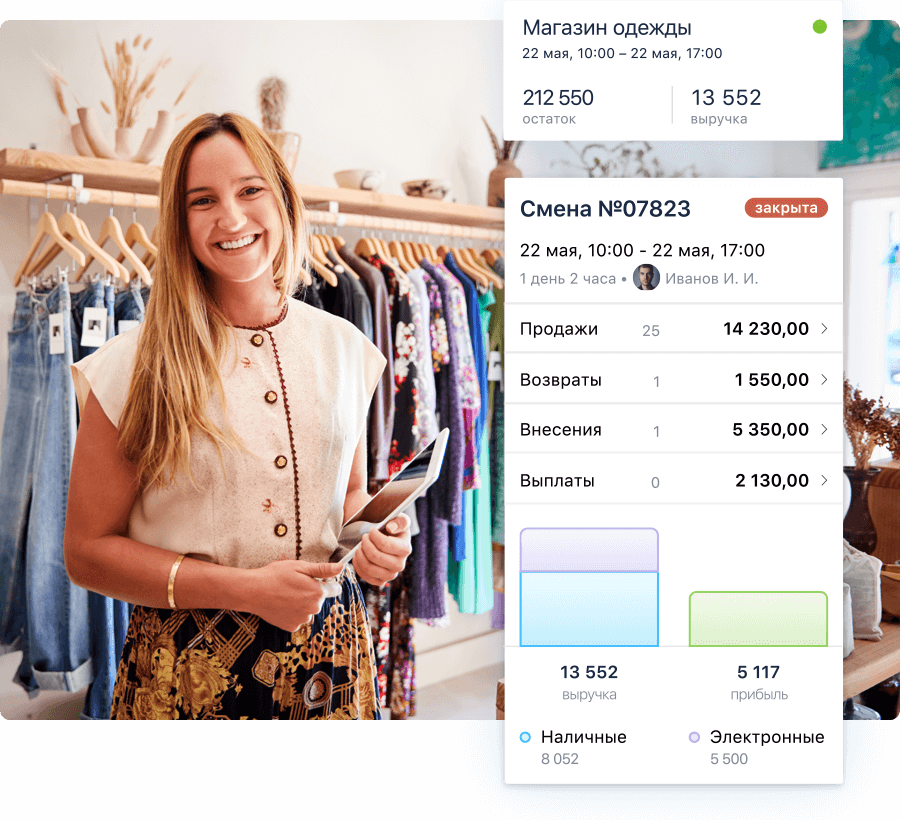 Магазин одежды
22 мая, 10:00 – 22 мая, 17:00
212 550 13 552
остаток выручка
Смена №07823 закрыта
22 мая, 10:00 - 22 мая, 17:00
1 день 2 часа • Иванов И. И.
Продажи 25 14 230,00
Возвраты 1 1 550,00
Внесения 1 5 350,00
Выплаты 0 2 130,00
13 552 5 117
выручка прибыль
Наличные Электронные
8 052 5 500